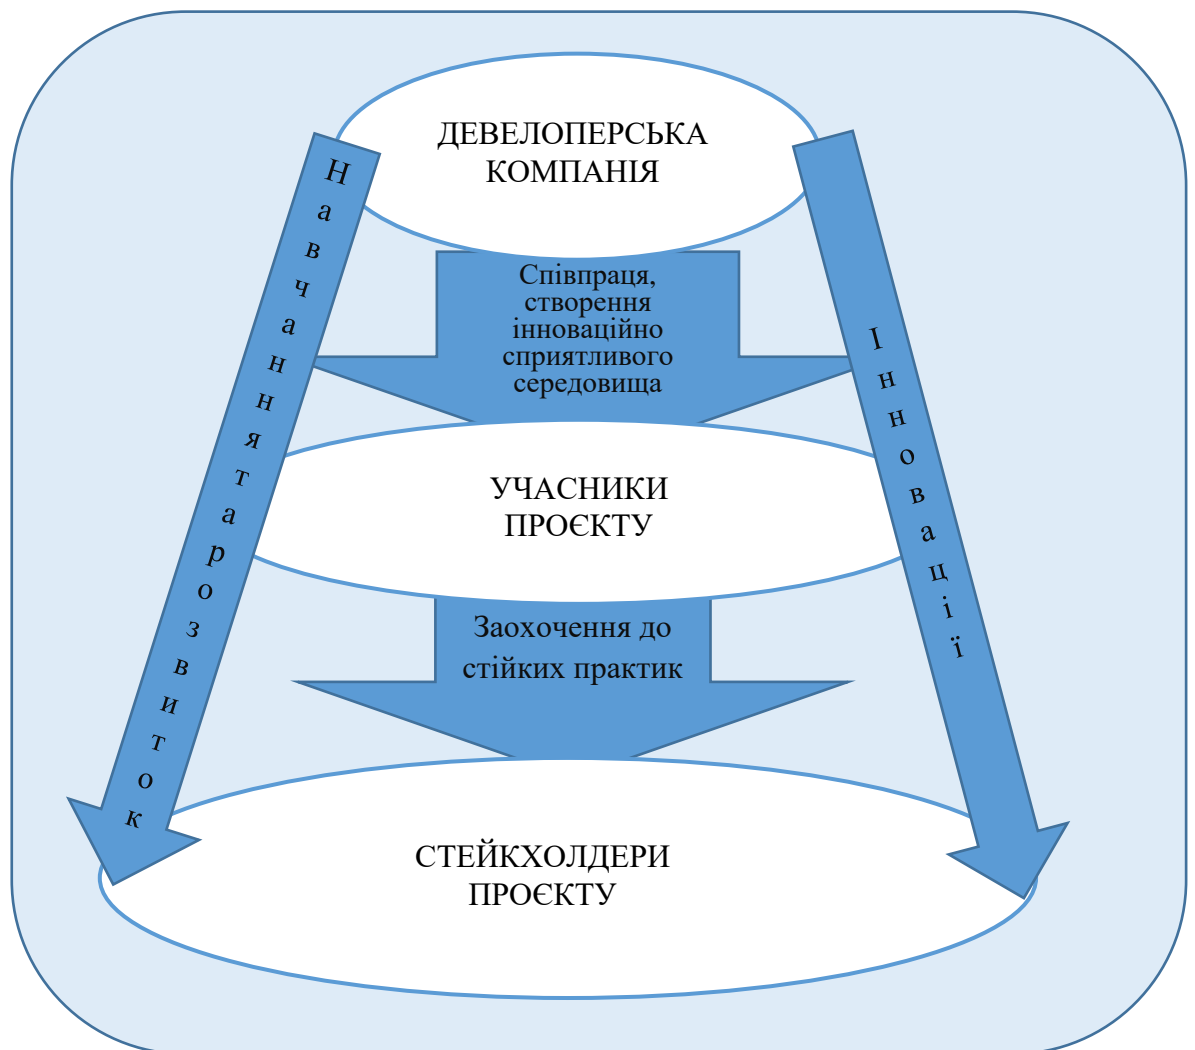 ДЕВЕЛОПЕРСЬКА
КОМПАНІЯ
Навчання та розвиток
Співпраця,
створення
інноваційно
сприятливого
середовища
Інновації
УЧАСНИКИ
ПРОЄКТУ
Заохочення до
стійких практик
СТЕЙКХОЛДЕРИ
ПРОЄКТУ